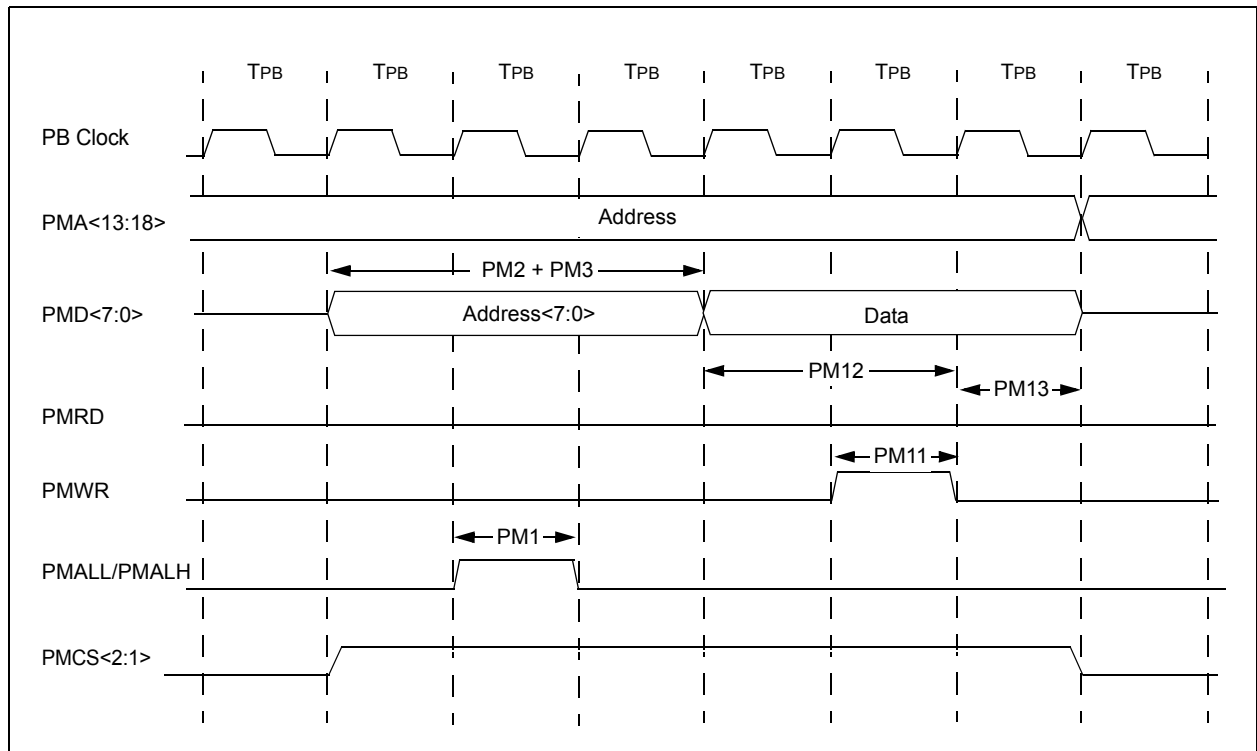 TPB TPB TPB TPB TPB TPB TPB TPB
PB Clock
PMA<13:18>
Address
PM2 + PM3
PMD<7:0>
Address<7:0>
Data
PM12
PM13
PMRD
PM11
PMWR
PM1
PMALL/PMALH
PMCS<2:1>